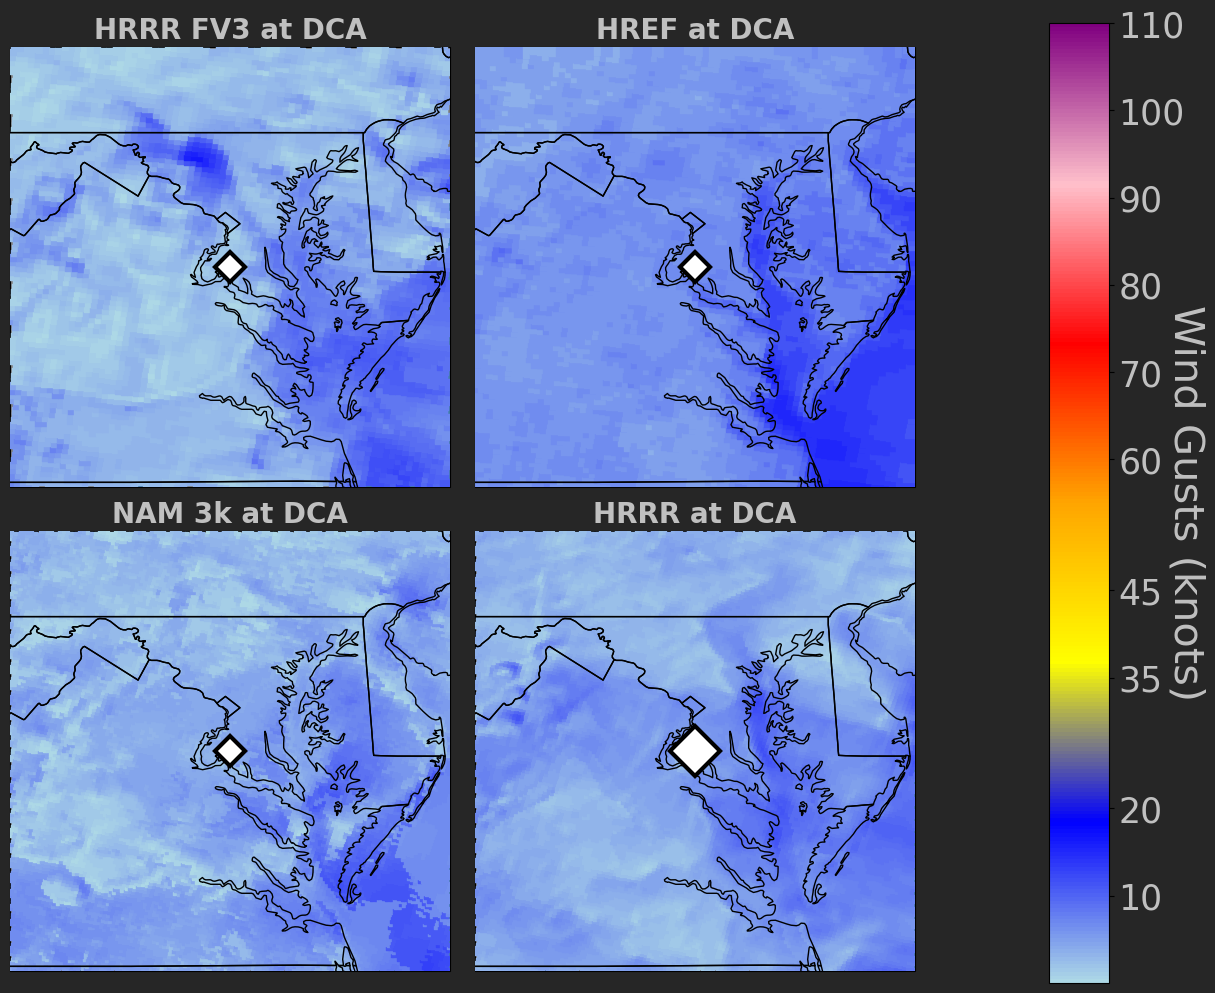 HRRR FV3 at DCA
HREF at DCA
NAM 3k at DCA
HRRR at DCA
110
100
90
80
70
60
45
35
20
10
Wind Gusts (knots)